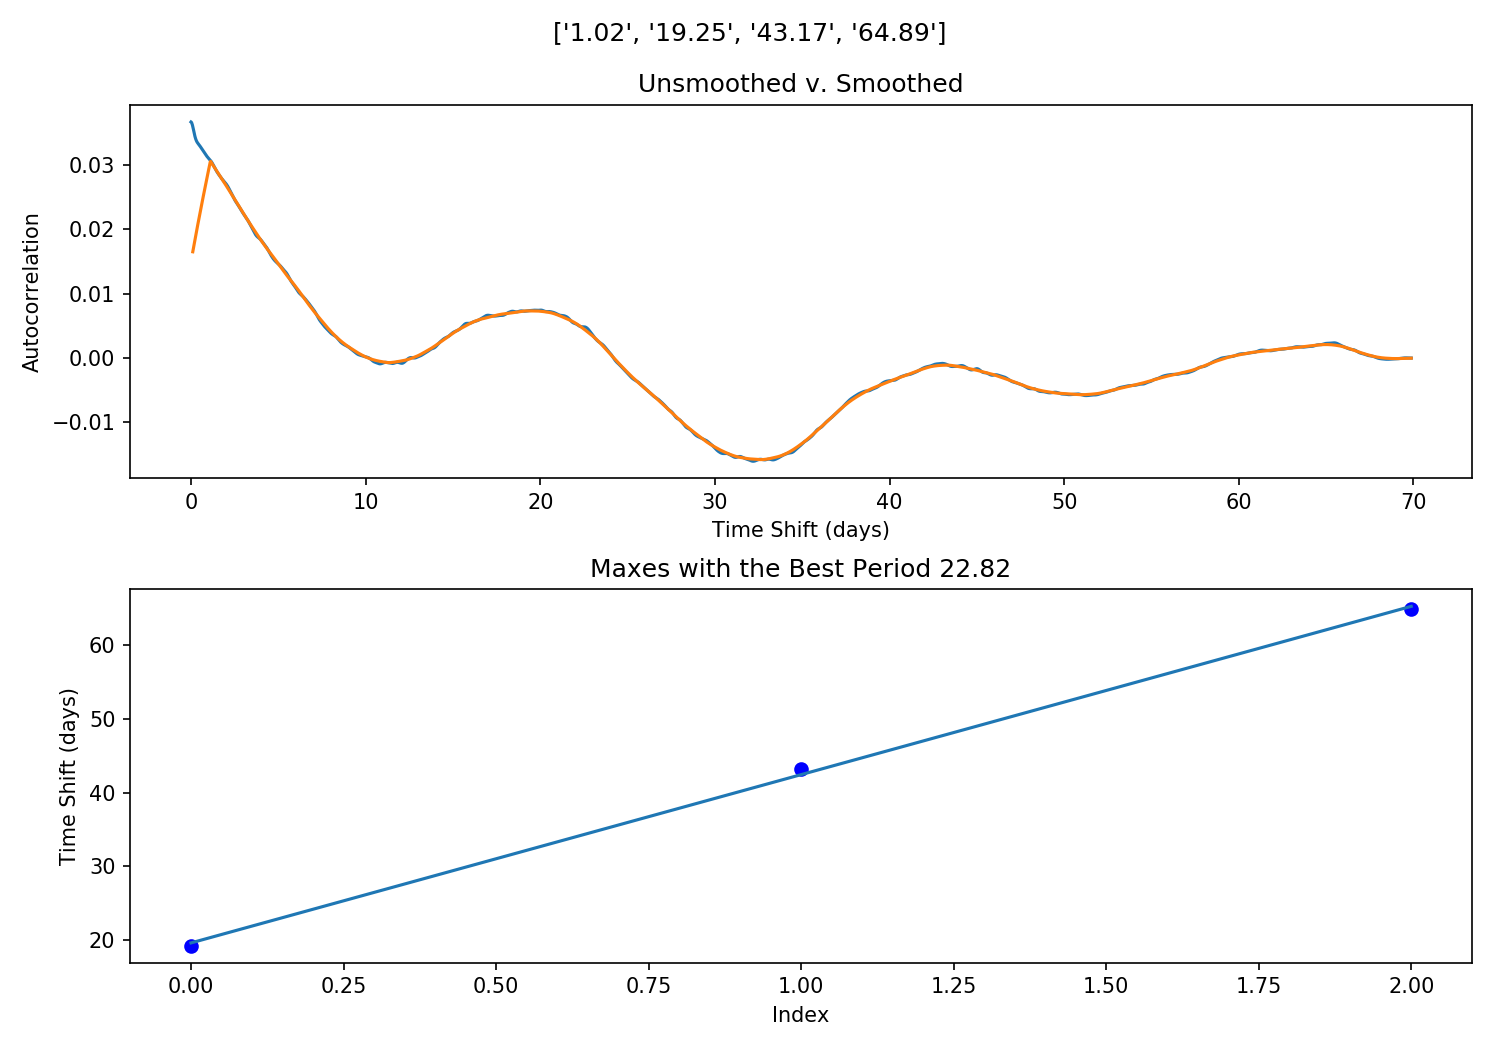 ['1.02', '19.25', '43.17', '64.89']
Unsmoothed v. Smoothed
Autocorrelation
0.03
0.02
0.01
0.00
−0.01
0 10 20 30 40 50 60 70
Time Shift (days)
Maxes with the Best Period 22.82
Time Shift (days)
60
50
40
30
20
0.00 0.25 0.50 0.75 1.00 1.25 1.50 1.75 2.00
Index